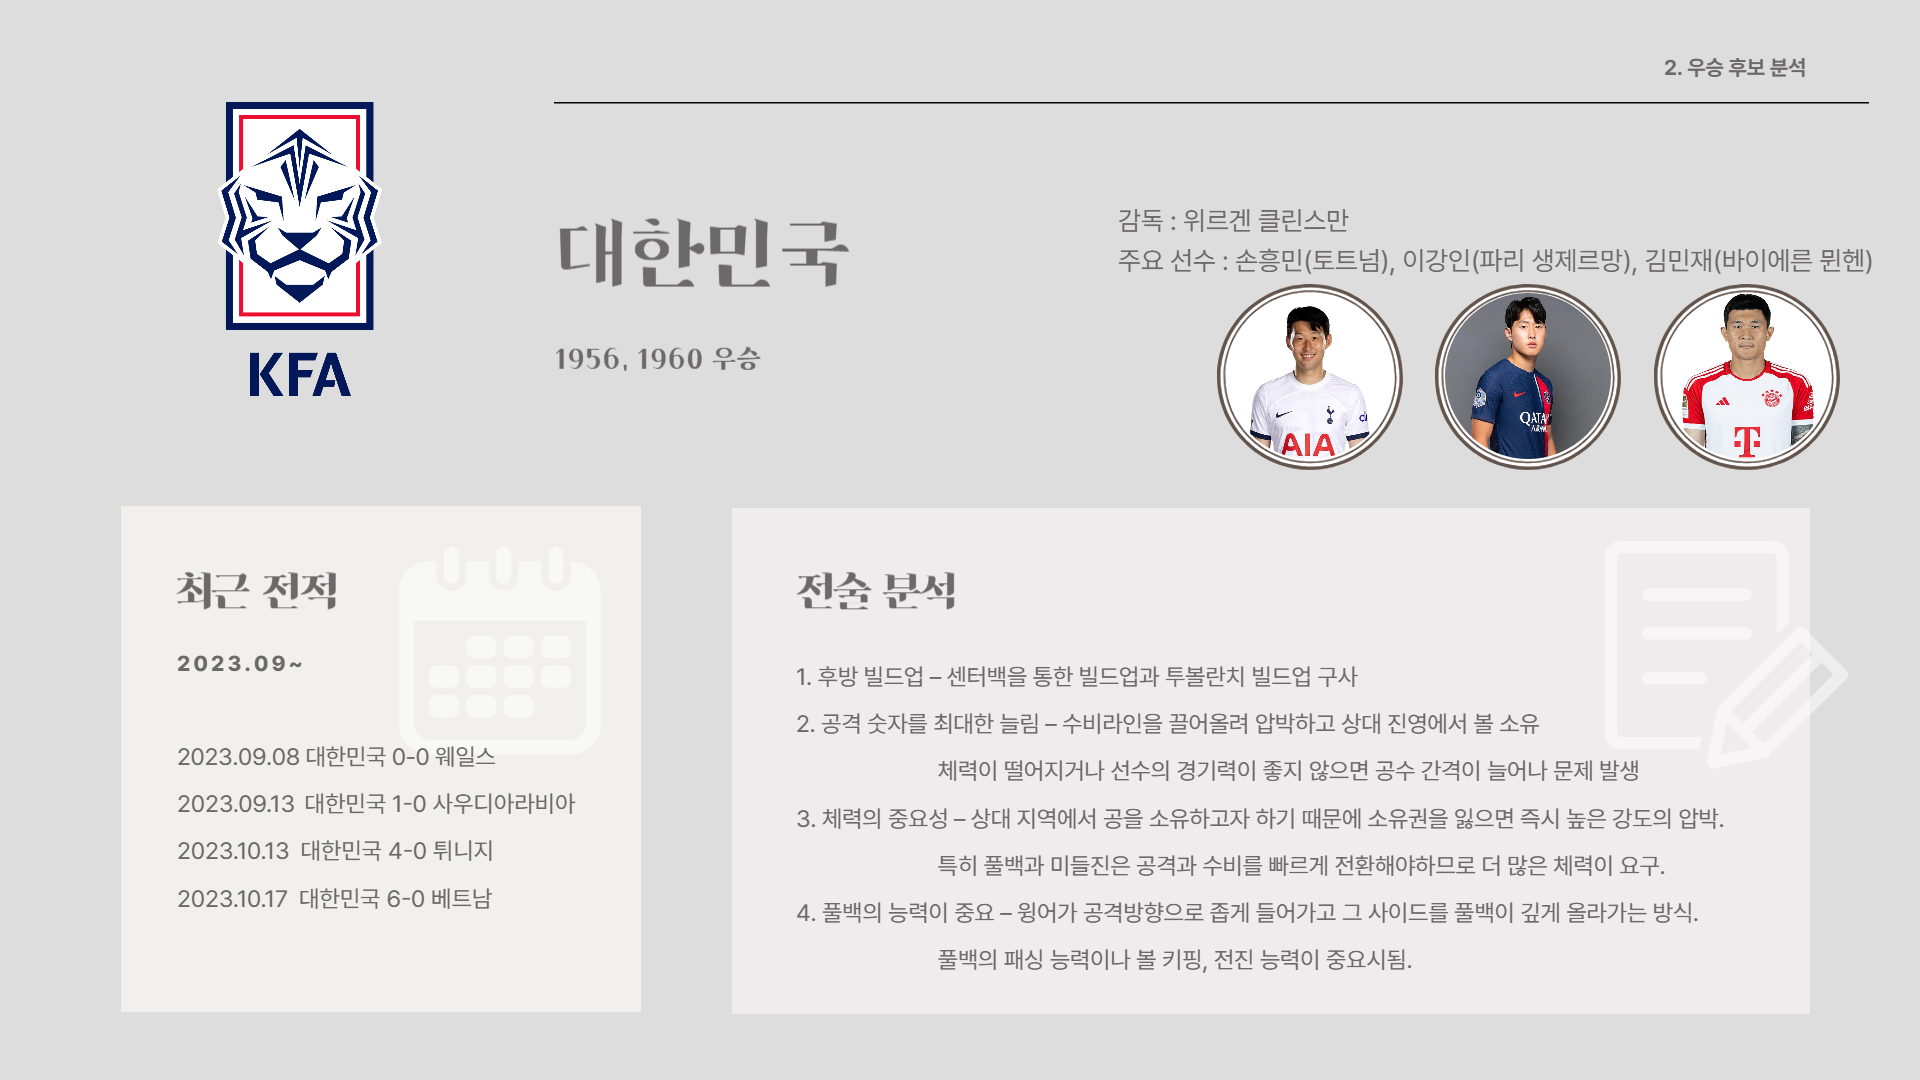 2. 우승 후보 분석
KFA
대한민국
1956, 1960 우승
감독 : 위르겐 클린스만
주요 선수 : 손흥민(토트넘), 이강인(파리 생제르망), 김민재(바이에른 뮌헨)
AIA
QATA
T
최근 전적
2023.09~
2023.09.08 대한민국 0-0 웨일스
2023.09.13 대한민국 1-0 사우디아라비아
2023.10.13 대한민국 4-0 튀니지
2023.10.17 대한민국 6-0 베트남
전술 분석
1. 후방 빌드업 – 센터백을 통한 빌드업과 투볼란치 빌드업 구사
2. 공격 숫자를 최대한 늘림 – 수비라인을 끌어올려 압박하고 상대 진영에서 볼 소유
체력이 떨어지거나 선수의 경기력이 좋지 않으면 공수 간격이 늘어나 문제 발생
3. 체력의 중요성 – 상대 지역에서 공을 소유하고자 하기 때문에 소유권을 잃으면 즉시 높은 강도의 압박.
특히 풀백과 미들진은 공격과 수비를 빠르게 전환해야하므로 더 많은 체력이 요구.
4. 풀백의 능력이 중요 – 윙어가 공격방향으로 좁게 들어가고 그 사이드를 풀백이 깊게 올라가는 방식.
풀백의 패싱 능력이나 볼 키핑, 전진 능력이 중요시됨.